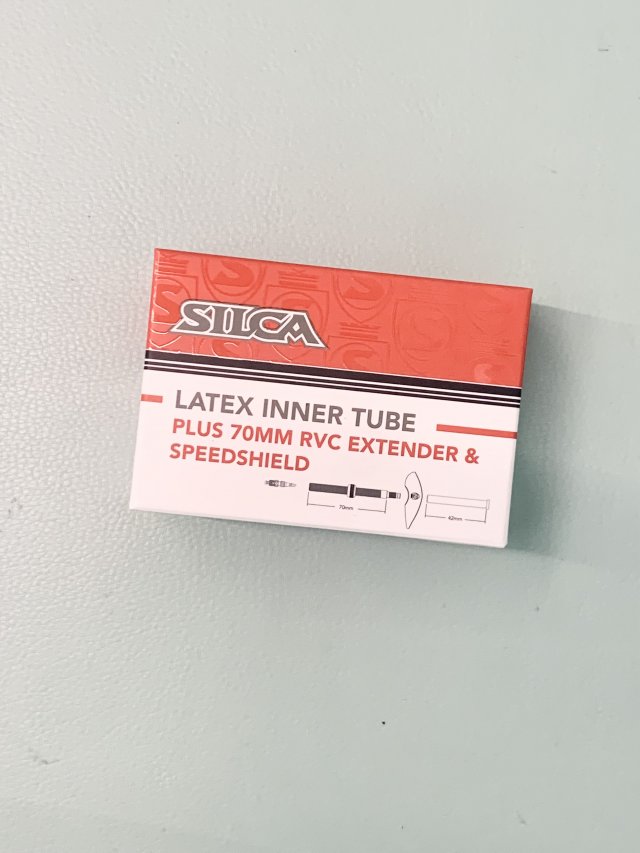 SILCA
LATEX INNER TUBE
PLUS 70MM RVC EXTENDER &
SPEEDSHIELD
70mm
42mm